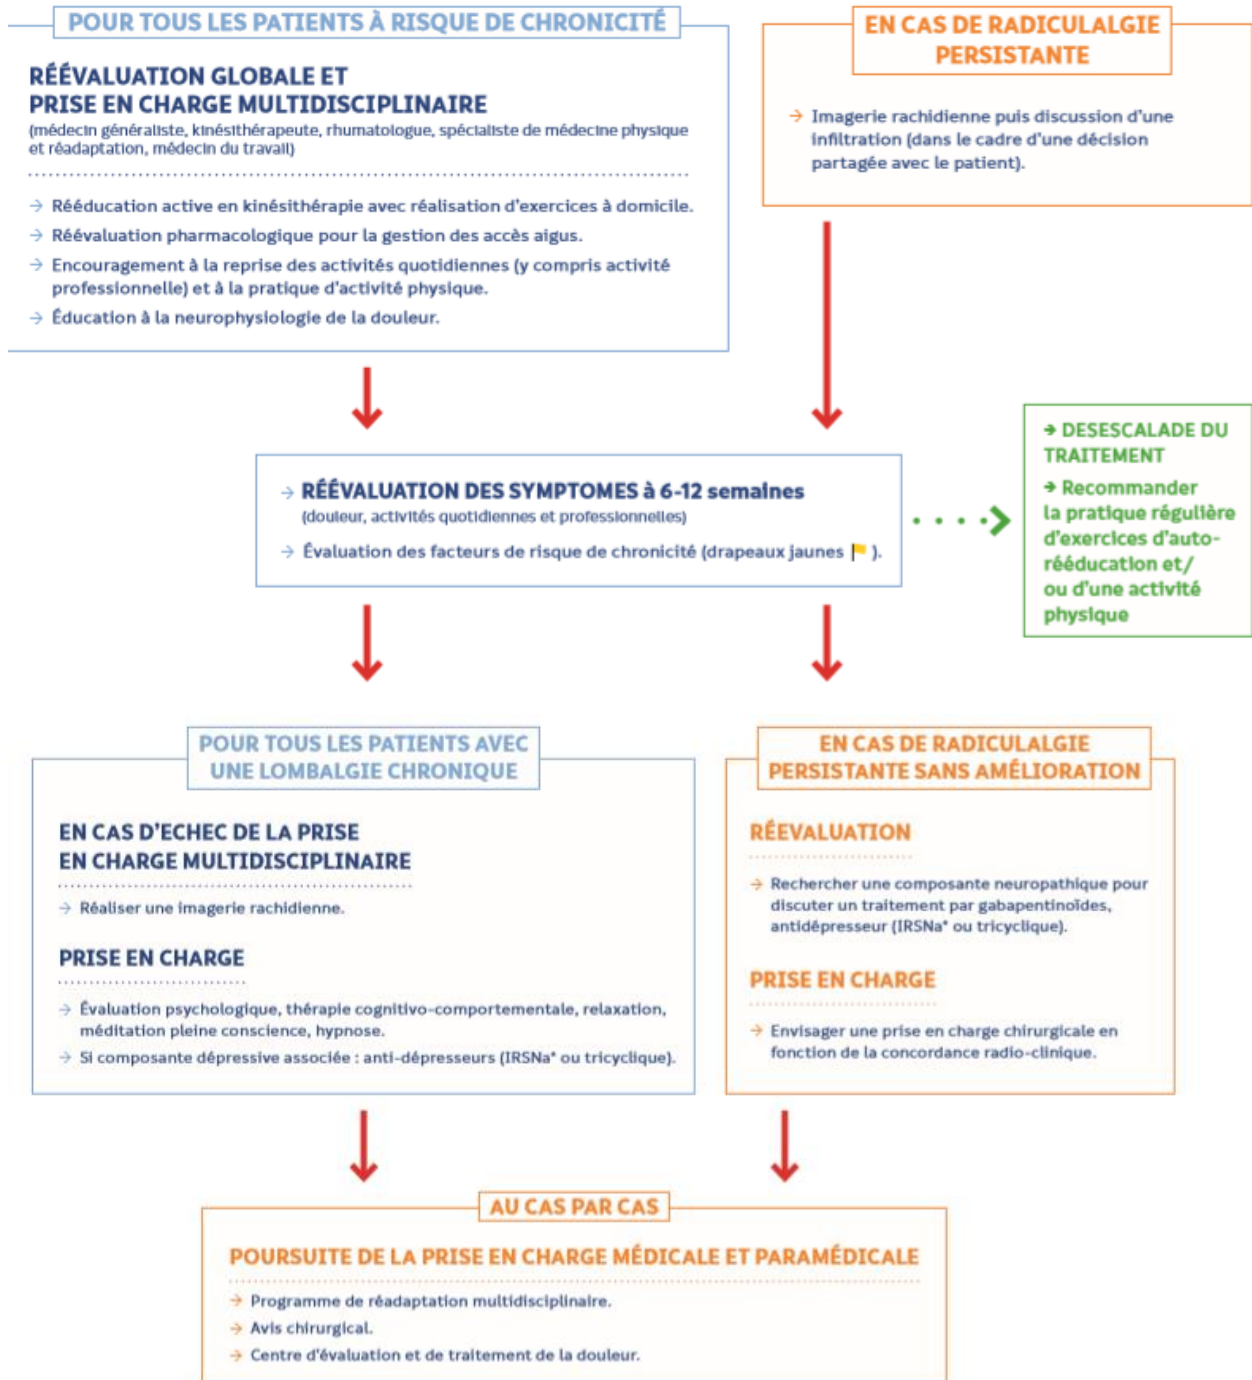 POUR TOUS LES PATIENTS À RISQUE DE CHRONICITÉ
RÉÉVALUATION GLOBALE ET
PRISE EN CHARGE MULTIDISCIPLINAIRE
(médecin généraliste, kinésithérapeute, rhumatologue, spécialiste de médecine physique
et réadaptation, médecin du travail)
→ Rééducation active en kinésithérapie avec réalisation d'exercices à domicile.
→ Réévaluation pharmacologique pour la gestion des accès aigus.
→ Encouragement à la reprise des activités quotidiennes (y compris activité
professionnelle) et à la pratique d'activité physique.
→ Éducation à la neurophysiologie de la douleur.
EN CAS DE RADICULALGIE
PERSISTANTE
→ Imagerie rachidienne puis discussion d'une
infiltration (dans le cadre d'une décision
partagée avec le patient).
→ RÉÉVALUATION DES SYMPTOMES à 6-12 semaines
(douleur, activités quotidiennes et professionnelles)
→ Évaluation des facteurs de risque de chronicité (drapeaux jaunes ).
→ DESESCALADE DU
TRAITEMENT
→ Recommander
la pratique régulière
d'exercices d'auto-
rééducation et/
ou d'une activité
physique
POUR TOUS LES PATIENTS AVEC
UNE LOMBALGIE CHRONIQUE
EN CAS D'ECHEC DE LA PRISE
EN CHARGE MULTIDISCIPLINAIRE
→ Réaliser une imagerie rachidienne.
PRISE EN CHARGE
→ Évaluation psychologique, thérapie cognitivo-comportementale, relaxation,
méditation pleine conscience, hypnose.
→ Si composante dépressive associée : anti-dépresseurs (IRSNa* ou tricyclique).
EN CAS DE RADICULALGIE
PERSISTANTE SANS AMÉLIORATION
RÉEVALUATION
→ Rechercher une composante neuropathique pour
discuter un traitement par gabapentinoïdes,
antidépresseur (IRSNa* ou tricyclique).
PRISE EN CHARGE
→ Envisager une prise en charge chirurgicale en
fonction de la concordance radio-clinique.
AU CAS PAR CAS
POURSUITE DE LA PRISE EN CHARGE MÉDICALE ET PARAMÉDICALE
→ Programme de réadaptation multidisciplinaire.
→ Avis chirurgical.
→ Centre d'évaluation et de traitement de la douleur.